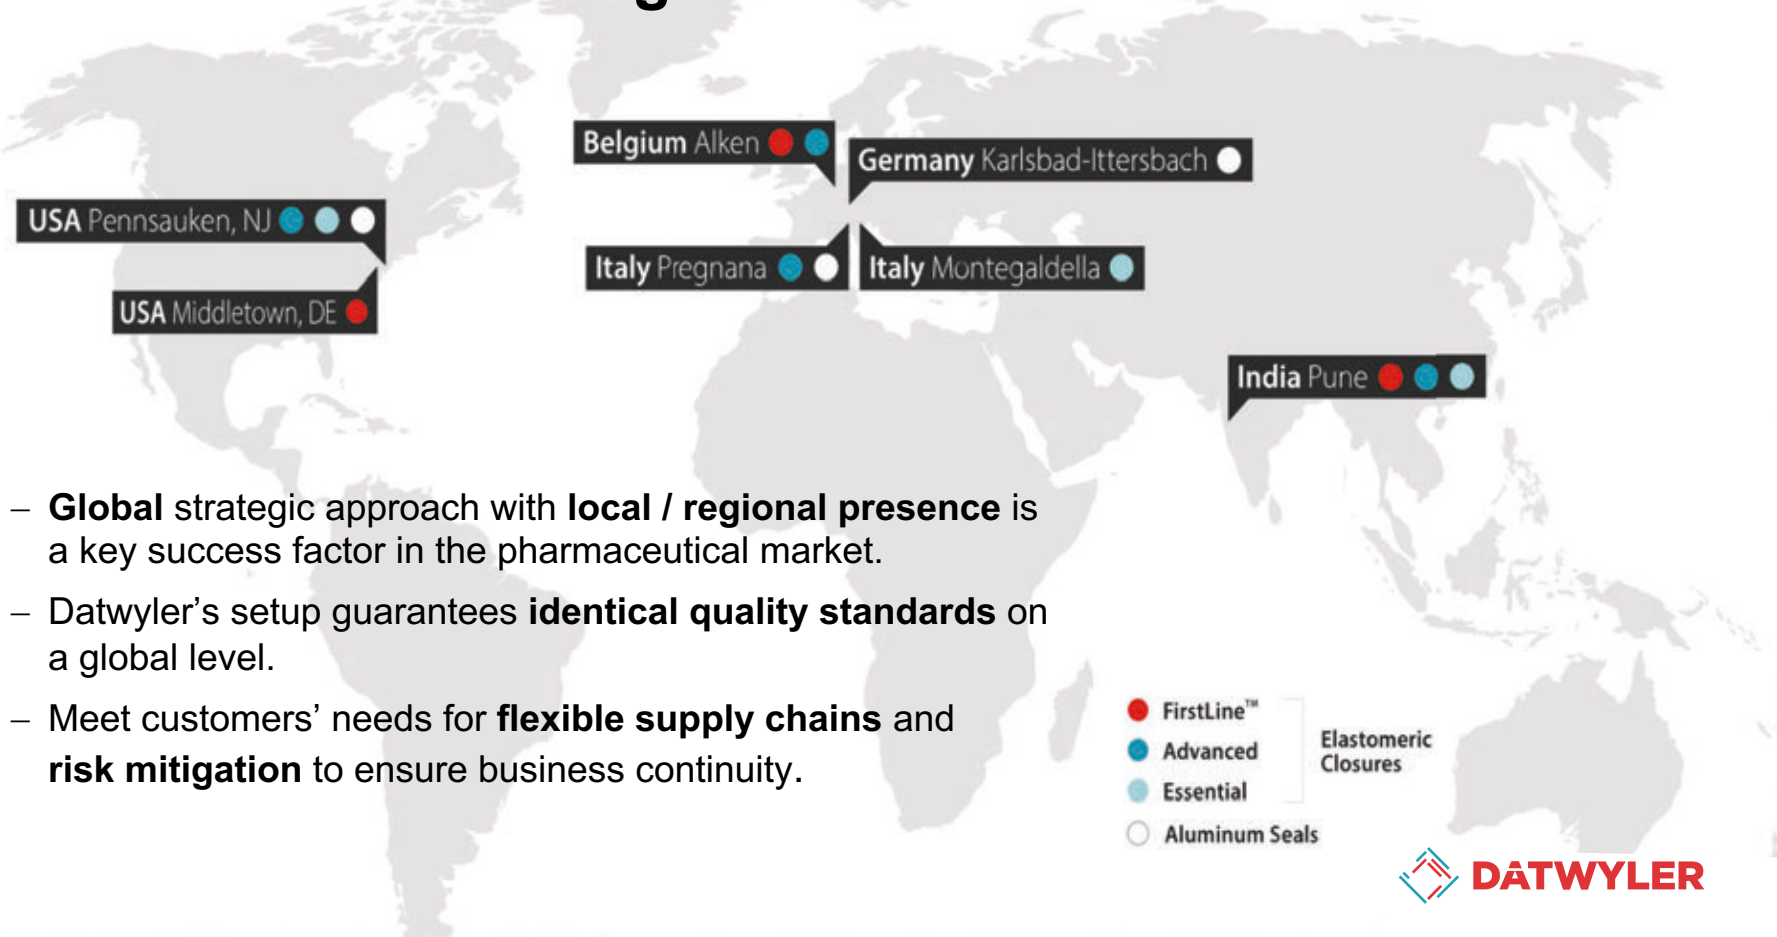 Belgium Alken
Germany Karlsbad-Ittersbach
USA Pennsauken, NJ
Italy Pregnana
Italy Montegaldella
USA Middletown, DE
India Pune
– Global strategic approach with local / regional presence is
a key success factor in the pharmaceutical market.
– Datwyler’s setup guarantees identical quality standards on
a global level.
– Meet customers’ needs for flexible supply chains and
risk mitigation to ensure business continuity.
FirstLine™
Advanced
Essential
Elastomeric
Closures
Aluminum Seals
DATWYLER